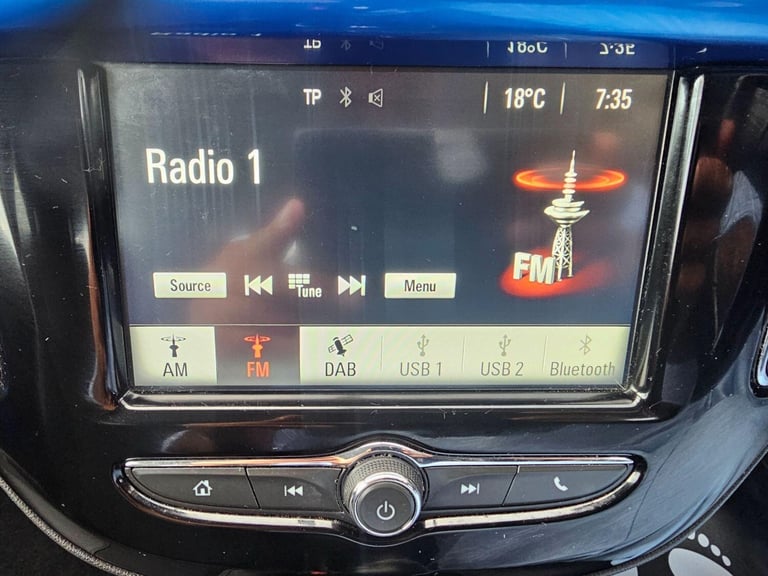 TP 18°C 7:35
Radio 1
FM
Source Tune Menu
AM FM DAB USB 1 USB 2 Bluetooth